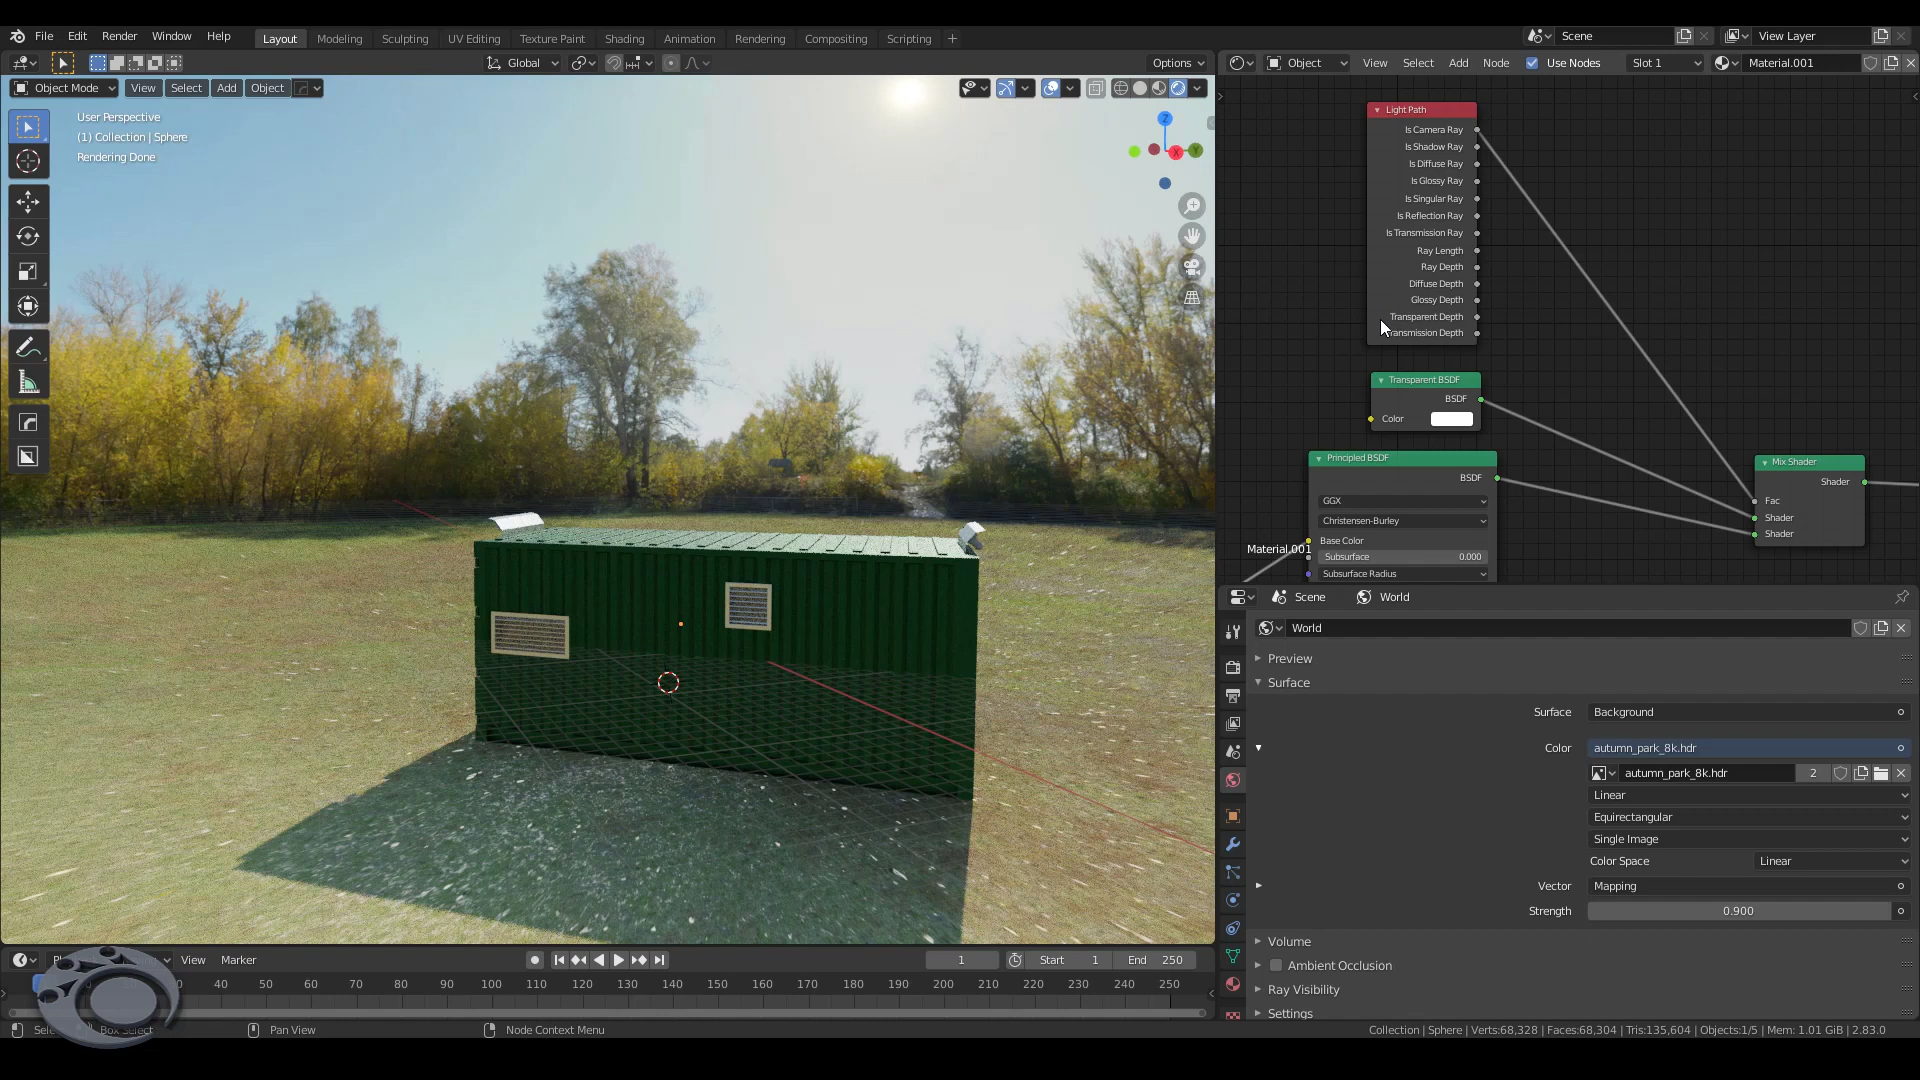 File Edit Render Window Help
Layout Modeling Sculpting UV Editing Texture Paint Shading Animation Rendering Compositing Scripting +
Scene
View Layer
Global
Options
Object View Select Add Node Use Nodes Slot 1 Material.001
Object Mode View Select Add Object
User Perspective
(1) Collection | Sphere
Rendering Done
Z
X
Y
Light Path
Is Camera Ray
Is Shadow Ray
Is Diffuse Ray
Is Glossy Ray
Is Singular Ray
Is Reflection Ray
Is Transmission Ray
Ray Length
Ray Depth
Diffuse Depth
Glossy Depth
Transparent Depth
ransmission Depth
Transparent BSDF
BSDF
Color
Principled BSDF
BSDF
GGX
Christensen-Burley
Base Color
Subsurface 0.000
Subsurface Radius
Material.001
Mix Shader
Shader
Fac
Shader
Shader
Scene World
World
Preview
Surface
Surface Background
Color autumn_park_8k.hdr
autumn_park_8k.hdr 2
Linear
Equirectangular
Single Image
Color Space Linear
Vector Mapping
Strength 0.900
Volume
Ambient Occlusion
Ray Visibility
Settings
View Marker
1 Start 1 End 250
40 50 60 70 80 90 100 110 120 130 140 150 160 170 180 190 200 210 220 230 240 250
Sele Box Select Pan View Node Context Menu
Collection | Sphere | Verts:68,328 | Faces:68,304 | Tris:135,604 | Objects:1/5 | Mem: 1.01 GiB | 2.83.0